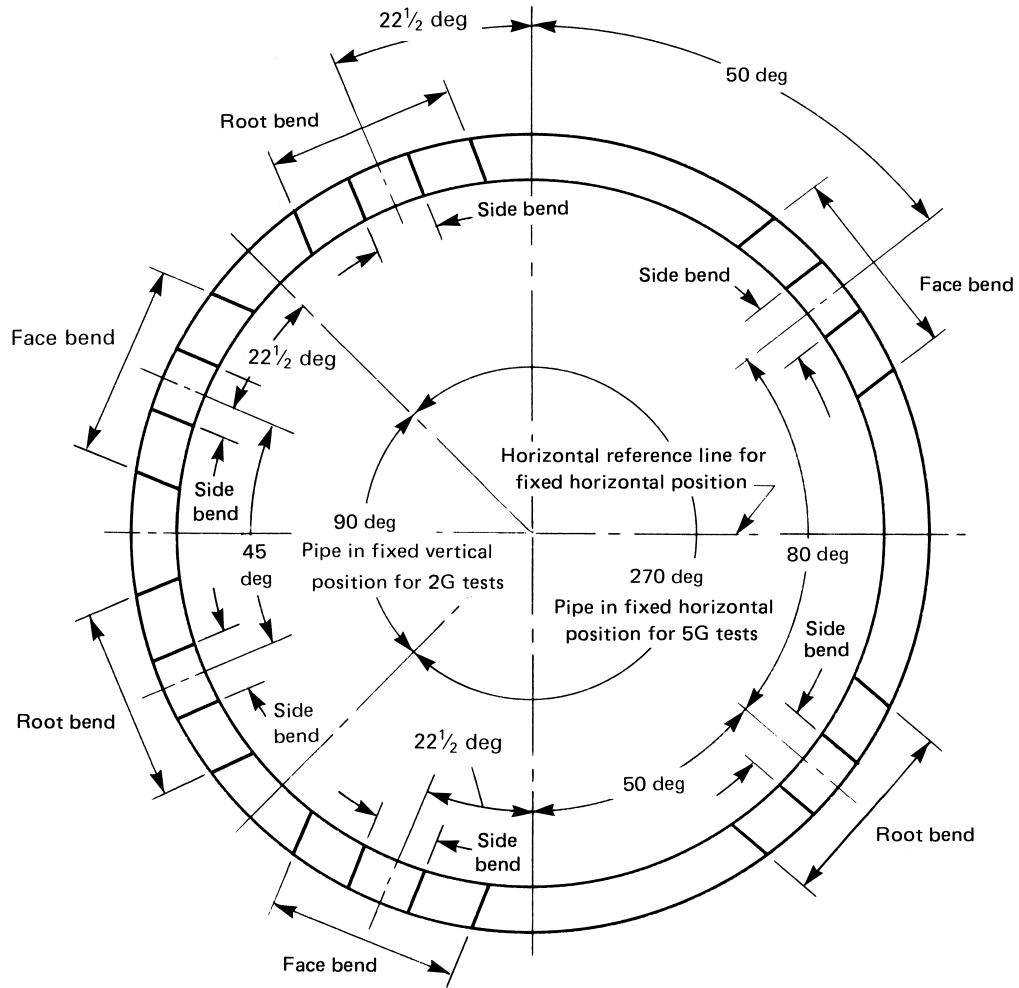 22½ deg
50 deg
Root bend
Side bend
Side bend
Face bend
Face bend
22½ deg
Horizontal reference line for
fixed horizontal position
Side
bend
90 deg
Pipe in fixed vertical
position for 2G tests
45
deg
80 deg
270 deg
Pipe in fixed horizontal
position for 5G tests
Side
bend
Root bend
Side
bend
22½ deg
50 deg
Side
bend
Root bend
Face bend